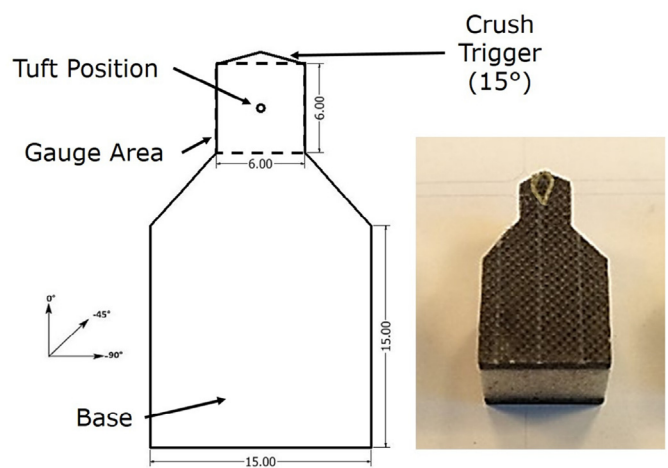 Crush
Trigger
(15°)
Tuft Position
6.00
Gauge Area
6.00
0°
-45°
-90°
15.00
Base
15.00